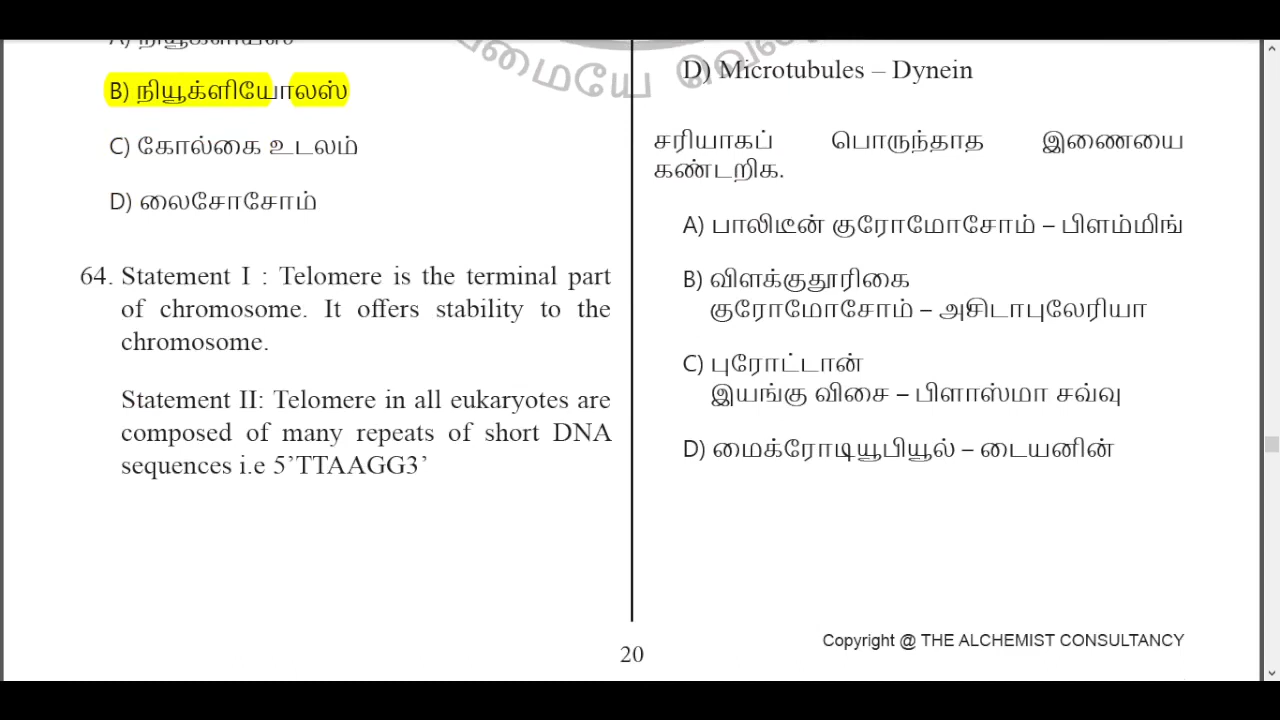 A) நியூக்ளியஸ்
B) நியூக்ளியோலஸ்
C) கோல்கை உடலம்
D) லைசோசோம்
64. Statement I : Telomere is the terminal part
of chromosome. It offers stability to the
chromosome.
Statement II: Telomere in all eukaryotes are
composed of many repeats of short DNA
sequences i.e 5’TTAAGG3’
D) Microtubules – Dynein
சரியாகப் பொருந்தாத இணையை
கண்டறிக.
A) பாலிடீன் குரோமோசோம் – பிளம்மிங்
B) விளக்குதூரிகை
குரோமோசோம் – அசிடாபுலேரியா
C) புரோட்டான்
இயங்கு விசை – பிளாஸ்மா சவ்வு
D) மைக்ரோடியூபியூல் – டையனின்
Copyright @ THE ALCHEMIST CONSULTANCY
20